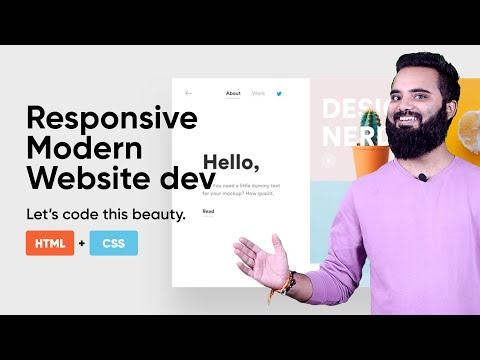 Responsive
Modern
Website dev
Let's code this beauty.
HTML + CSS
About Work
Hello,
You need a little dummy text
for your mockup? How quaint.
Read
DESIG
NERD